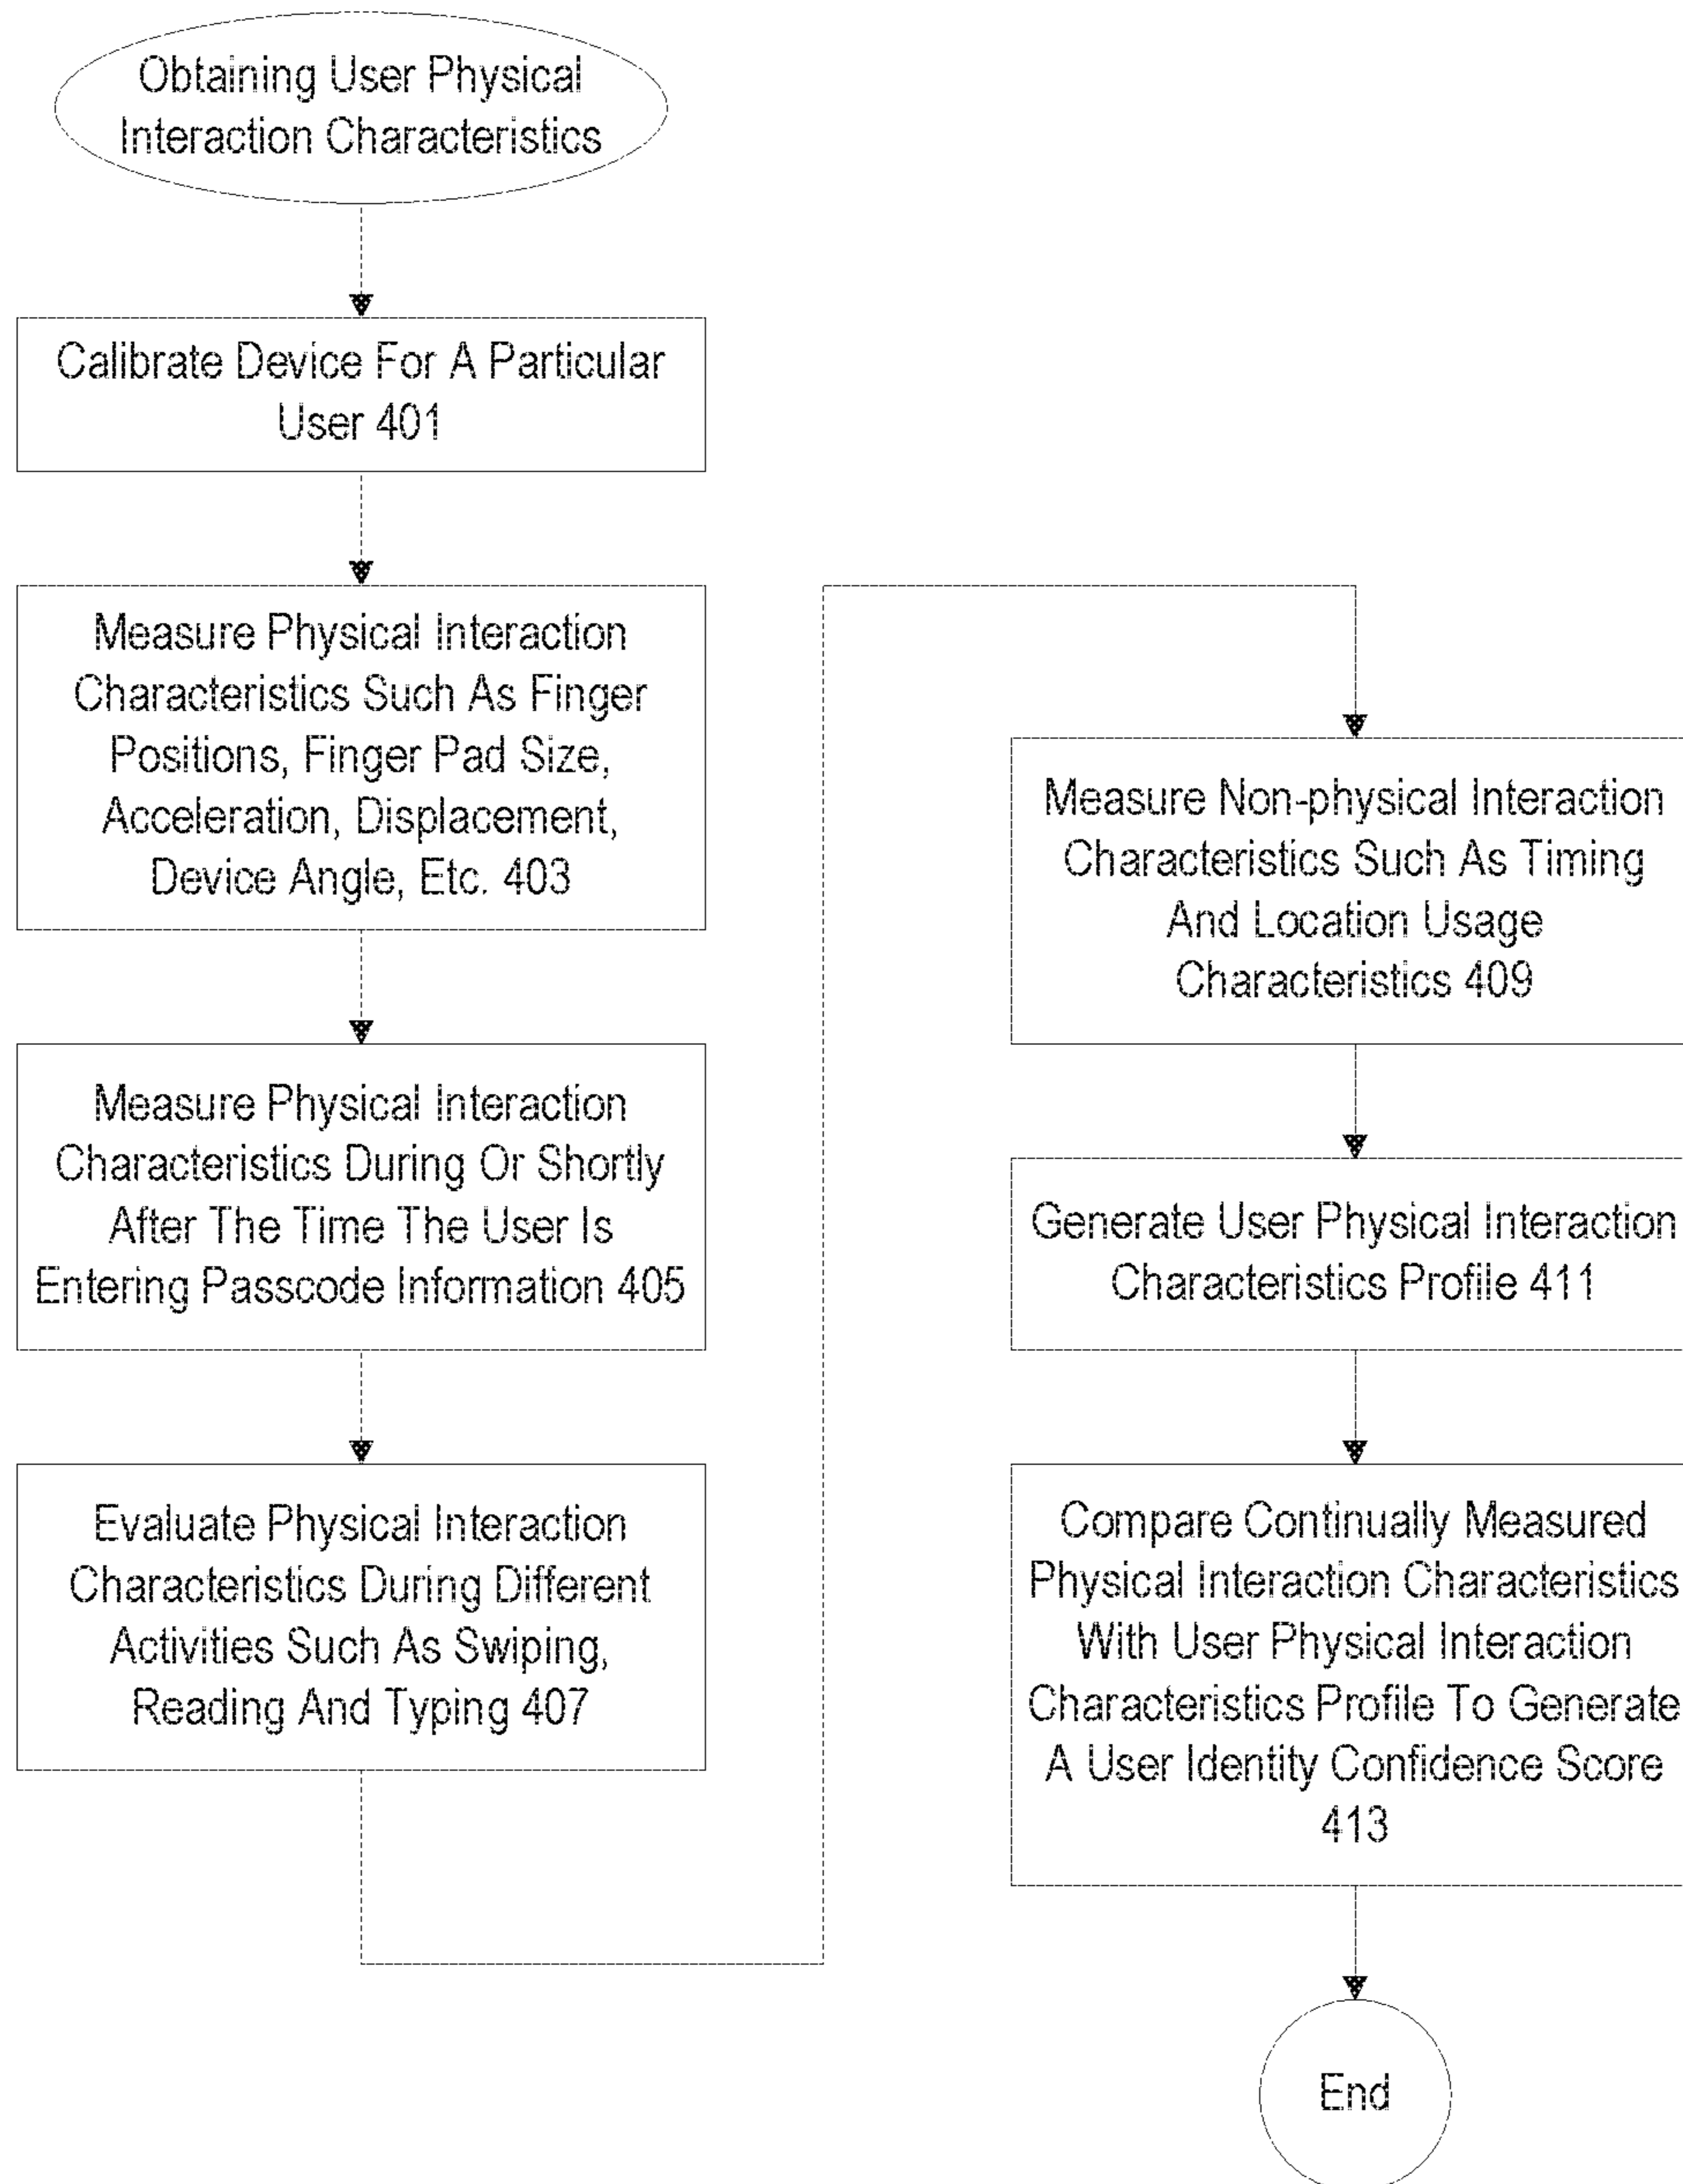 Obtaining User Physical
Interaction Characteristics
Calibrate Device For A Particular
User 401
Measure Physical Interaction
Characteristics Such As Finger
Positions, Finger Pad Size,
Acceleration, Displacement,
Device Angle, Etc. 403
Measure Physical Interaction
Characteristics During Or Shortly
After The Time The User Is
Entering Passcode Information 405
Evaluate Physical Interaction
Characteristics During Different
Activities Such As Swiping,
Reading And Typing 407
Measure Non-physical Interaction
Characteristics Such As Timing
And Location Usage
Characteristics 409
Generate User Physical Interaction
Characteristics Profile 411
Compare Continually Measured
Physical Interaction Characteristics
With User Physical Interaction
Characteristics Profile To Generate
A User Identity Confidence Score
413
End